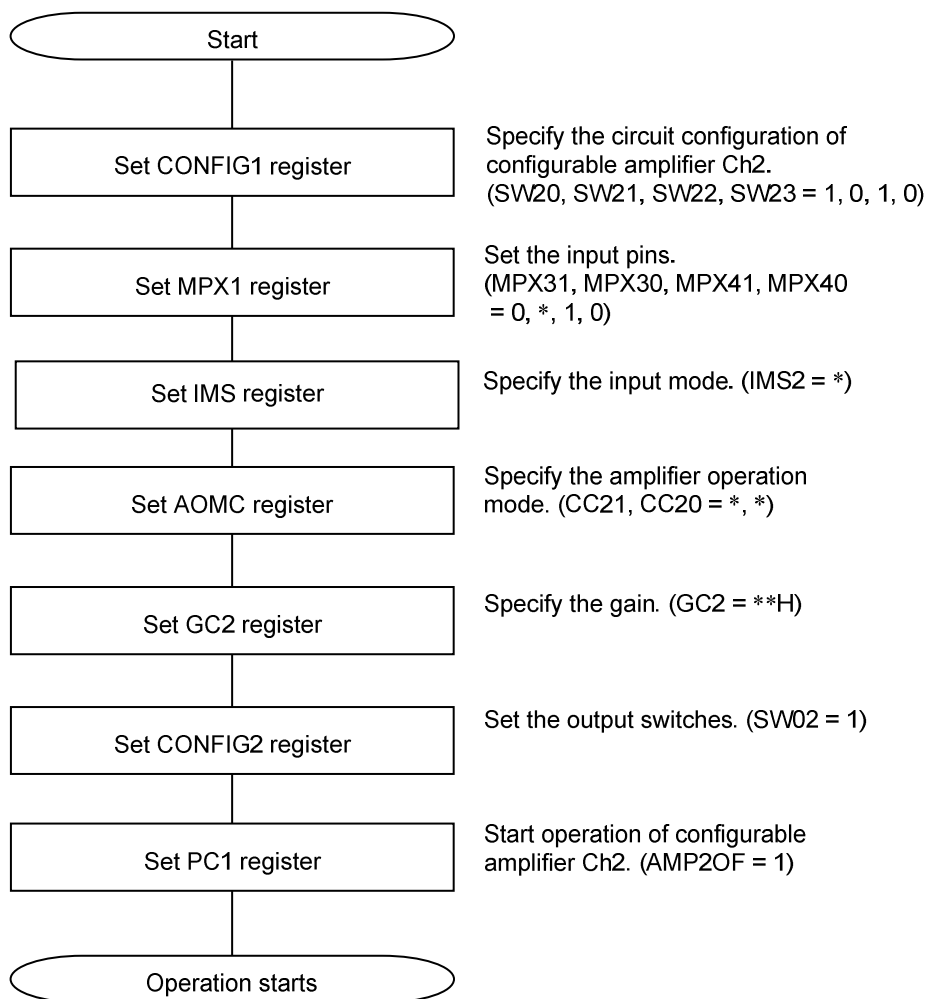 Start
Set CONFIG1 register
Specify the circuit configuration of
configurable amplifier Ch2.
(SW20, SW21, SW22, SW23 = 1, 0, 1, 0)
Set MPX1 register
Set the input pins.
(MPX31, MPX30, MPX41, MPX40
= 0, *, 1, 0)
Set IMS register
Specify the input mode. (IMS2 = *)
Set AOMC register
Specify the amplifier operation
mode. (CC21, CC20 = *, *)
Set GC2 register
Specify the gain. (GC2 = **H)
Set CONFIG2 register
Set the output switches. (SW02 = 1)
Set PC1 register
Start operation of configurable
amplifier Ch2. (AMP2OF = 1)
Operation starts